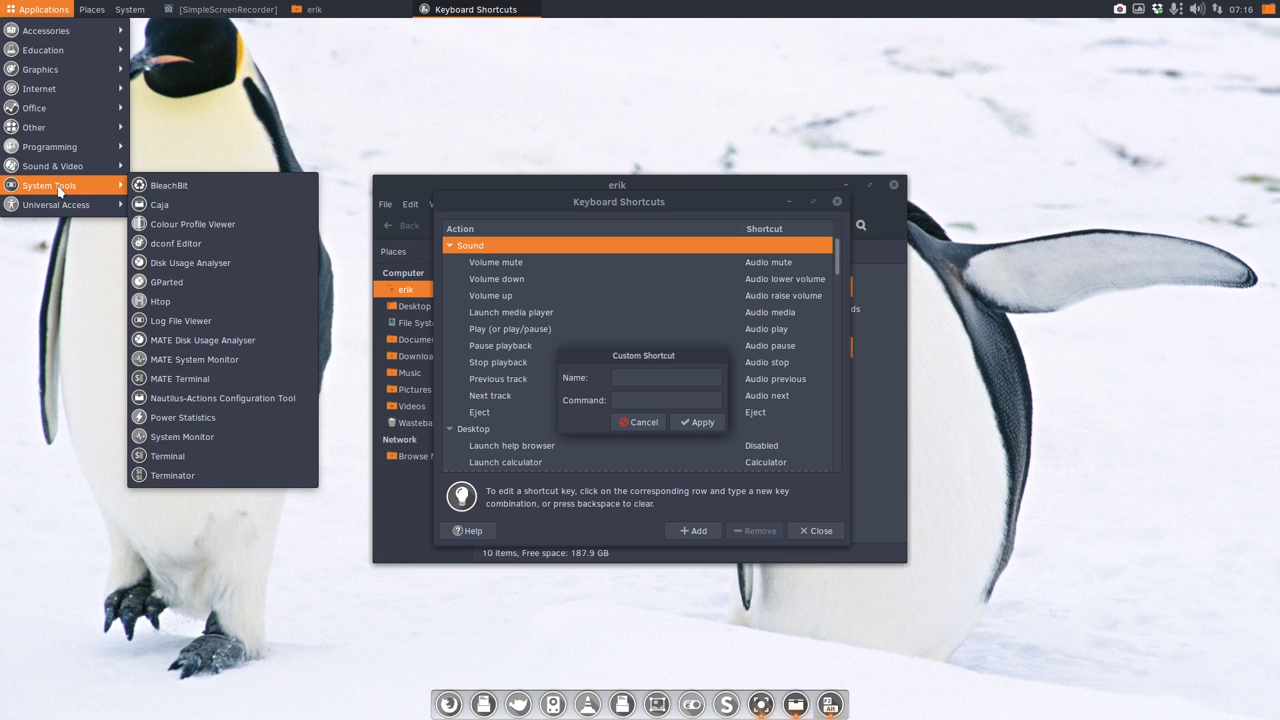 Applications Places System [SimpleScreenRecorder] erik Keyboard Shortcuts 07:16
Accessories
Education
Graphics
Internet
Office
Other
Programming
Sound & Video
System Tools
Universal Access
BleachBit
Caja
Colour Profile Viewer
dconf Editor
Disk Usage Analyser
GParted
Htop
Log File Viewer
MATE Disk Usage Analyser
MATE System Monitor
MATE Terminal
Nautilus-Actions Configuration Tool
Power Statistics
System Monitor
Terminal
Terminator
erik
File Edit
Back
Places
Computer
erik
Desktop
File Syst
Docume
Downloa
Music
Pictures
Videos
Wasteba
Network
Browse N
ds
10 items, Free space: 187.9 GB
Keyboard Shortcuts
Action Shortcut
Sound
Volume mute Audio mute
Volume down Audio lower volume
Volume up Audio raise volume
Launch media player Audio media
Play (or play/pause) Audio play
Pause playback Audio pause
Stop playback Audio stop
Previous track Audio previous
Next track Audio next
Eject Eject
Desktop
Launch help browser Disabled
Launch calculator Calculator
To edit a shortcut key, click on the corresponding row and type a new key
combination, or press backspace to clear.
Help Add Remove Close
Custom Shortcut
Name:
Command:
Cancel Apply
S
Alt